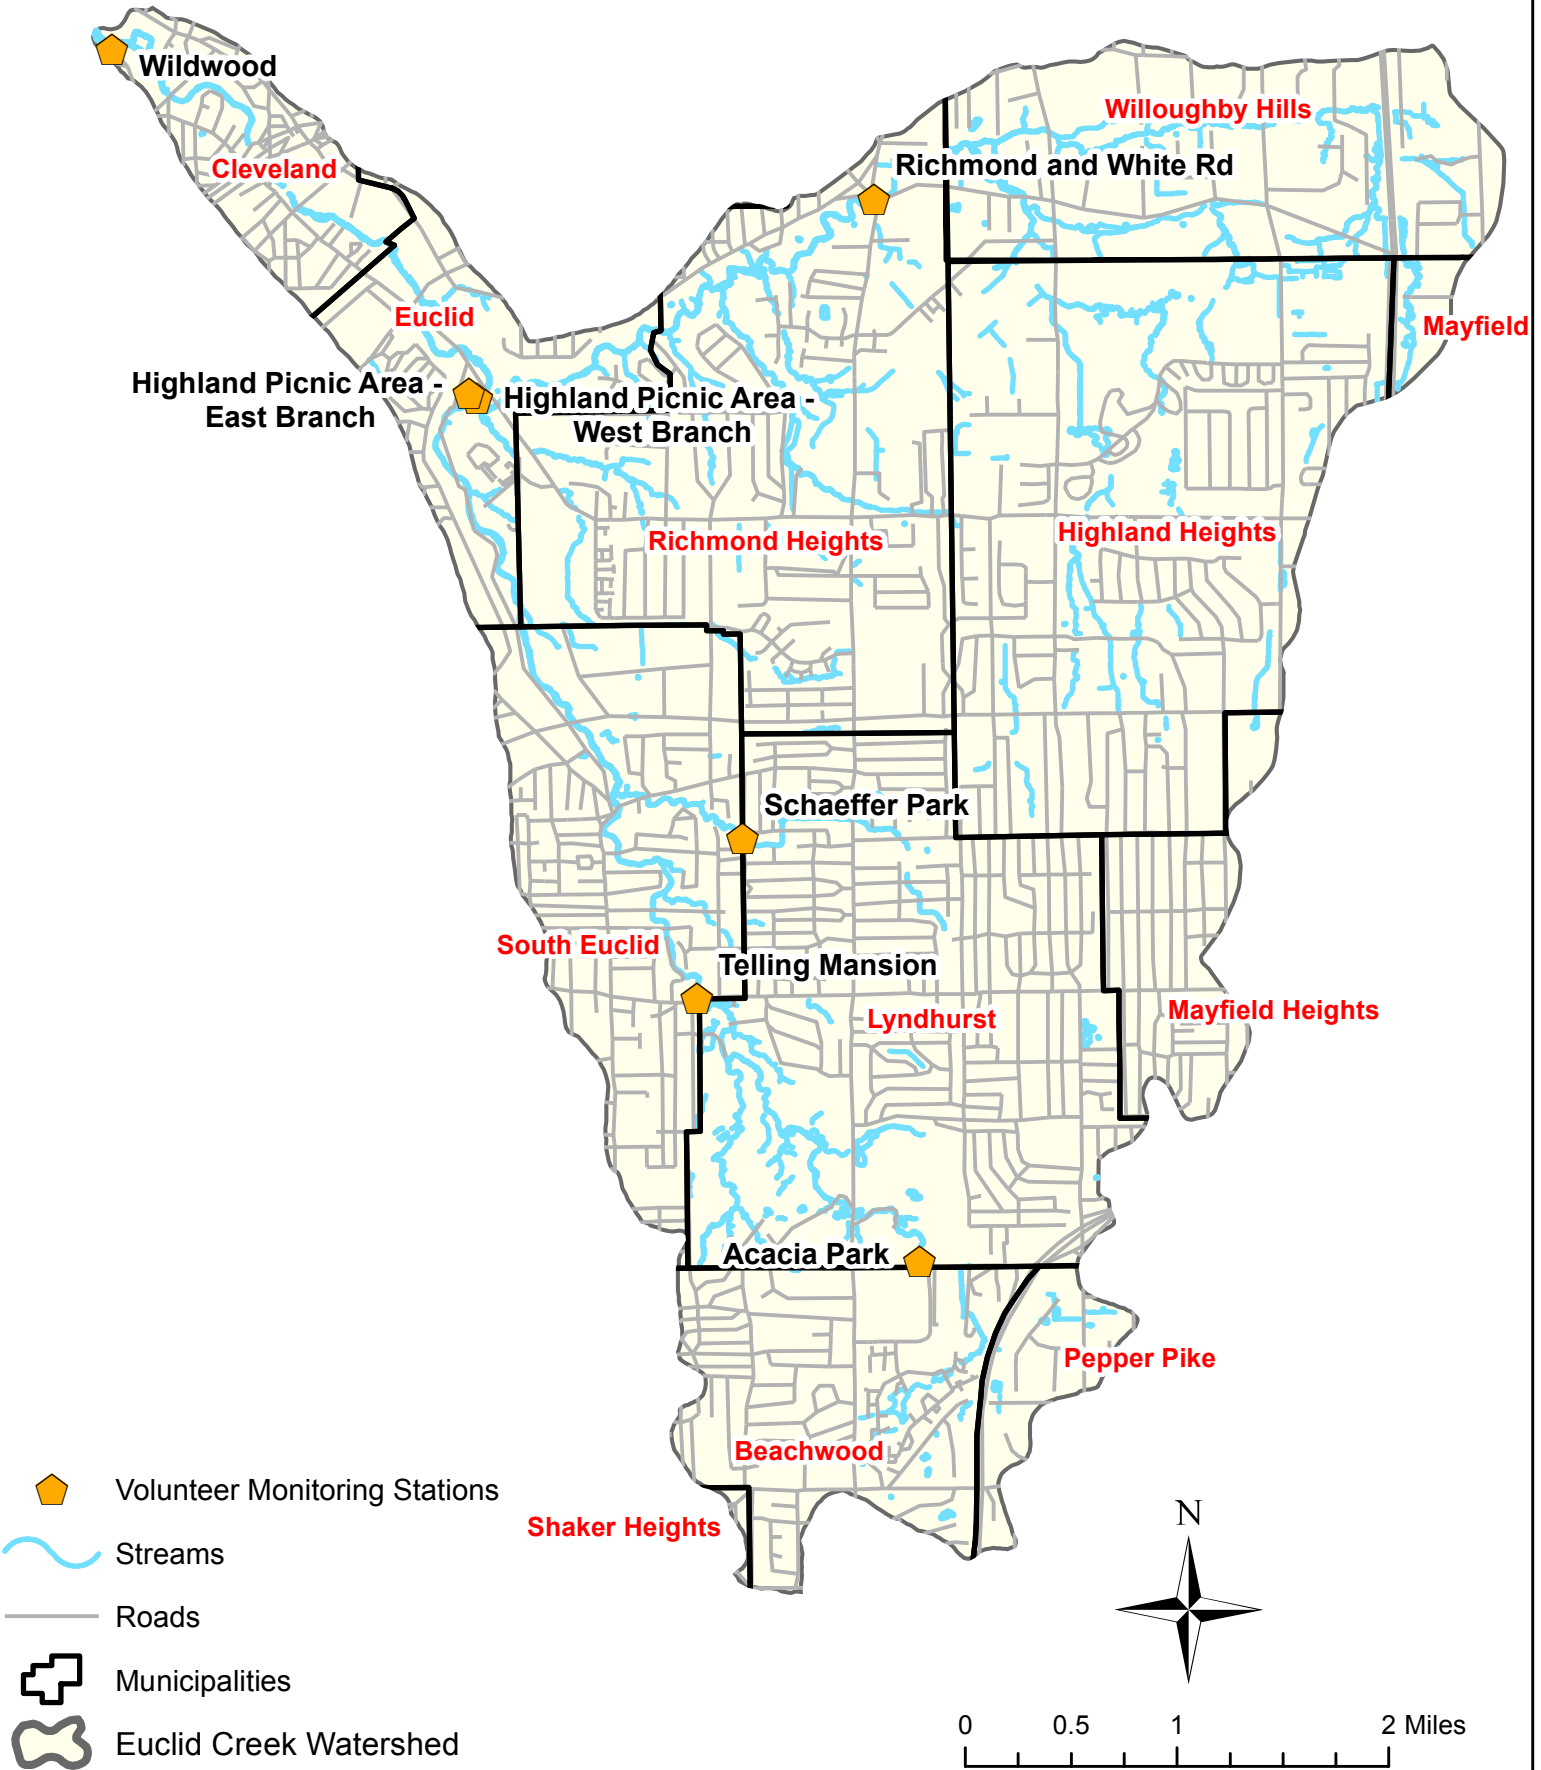 Wildwood
Willoughby Hills
Cleveland
Richmond and White Rd
Euclid
Mayfield
Highland Picnic Area -
East Branch
Highland Picnic Area -
West Branch
Richmond Heights
Highland Heights
Schaeffer Park
South Euclid
Telling Mansion
Lyndhurst
Mayfield Heights
Acacia Park
Pepper Pike
Beachwood
Shaker Heights
Volunteer Monitoring Stations
Streams
Roads
Municipalities
Euclid Creek Watershed
N
0 0.5 1 2 Miles